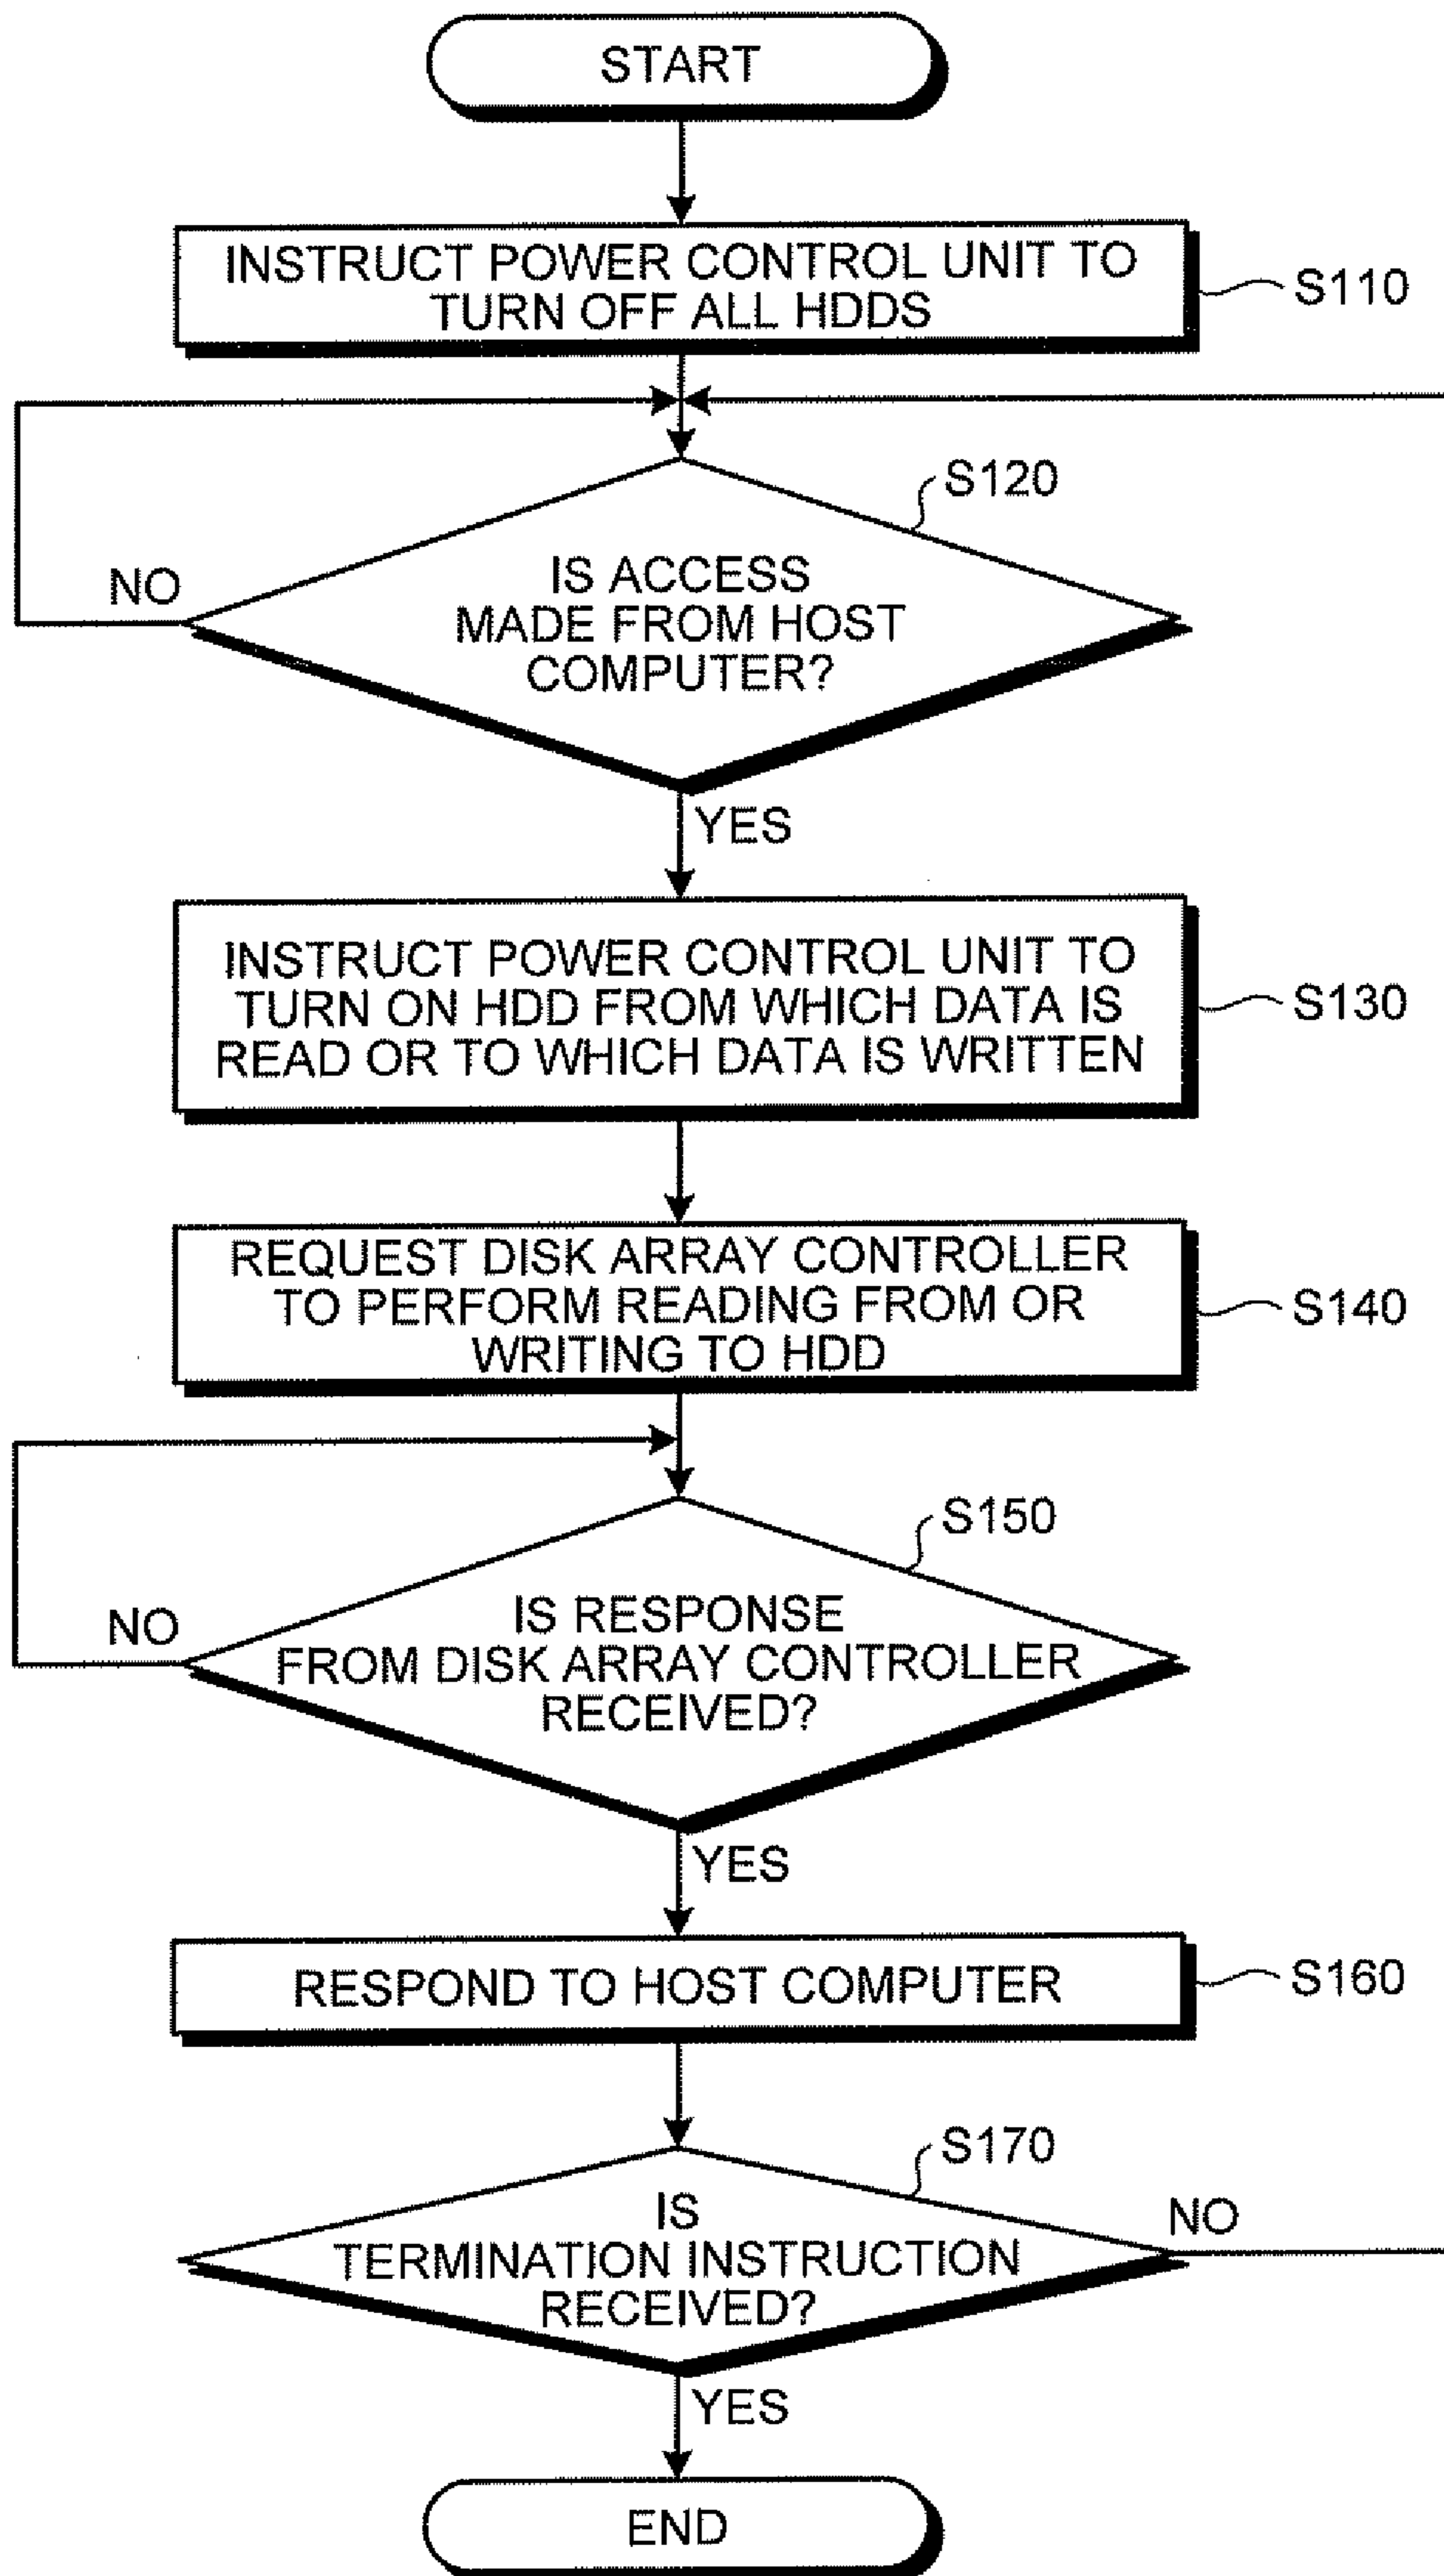 START
INSTRUCT POWER CONTROL UNIT TO
TURN OFF ALL HDDS
S110
S120
IS ACCESS
MADE FROM HOST
COMPUTER?
NO
YES
INSTRUCT POWER CONTROL UNIT TO
TURN ON HDD FROM WHICH DATA IS
READ OR TO WHICH DATA IS WRITTEN
S130
REQUEST DISK ARRAY CONTROLLER
TO PERFORM READING FROM OR
WRITING TO HDD
S140
S150
IS RESPONSE
FROM DISK ARRAY CONTROLLER
RECEIVED?
NO
YES
RESPOND TO HOST COMPUTER
S160
S170
IS
TERMINATION INSTRUCTION
RECEIVED?
NO
YES
END